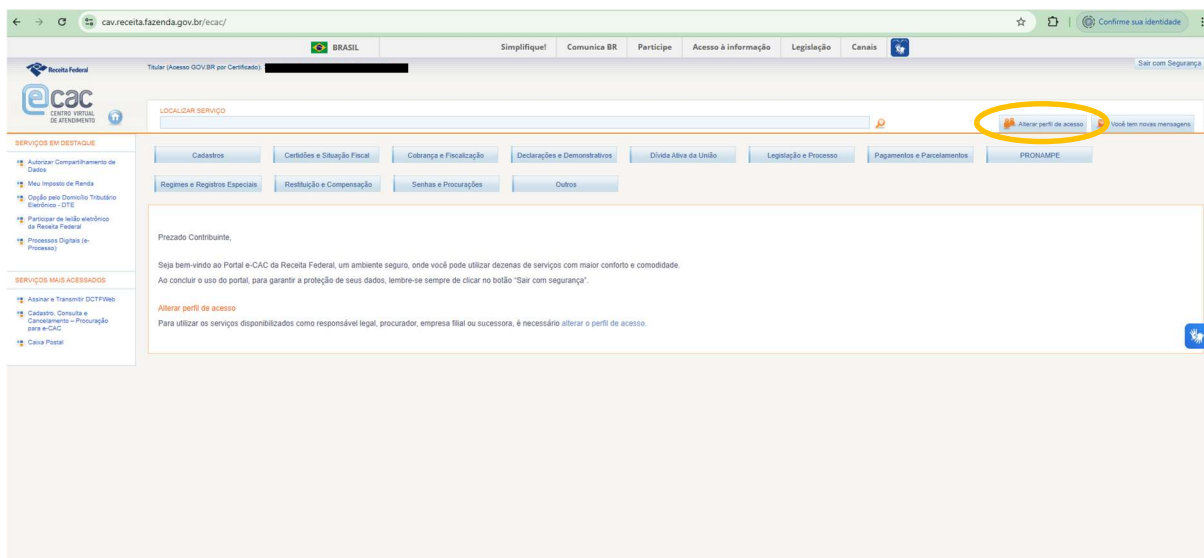 cav.receita.fazenda.gov.br/ecac/
Confirme sua identidade
BRASIL
Simplifique!
Comunica BR
Participe
Acesso à informação
Legislação
Canais
Receita Federal
Titular (Acesso GOV.BR por Certificado):
Sair com Segurança
ecac
CENTRO VIRTUAL
DE ATENDIMENTO
LOCALIZAR SERVIÇO
Alterar perfil de acesso
Você tem novas mensagens
SERVIÇOS EM DESTAQUE
Autorizar Compartilhamento de
Dados
Meu Imposto de Renda
Opção pelo Domicílio Tributário
Eletrônico - DTE
Participar de leilão eletrônico
da Receita Federal
Processos Digitais (e-
Processo)
SERVIÇOS MAIS ACESSADOS
Assinar e Transmitir DCTFWeb
Cadastro, Consulta e
Cancelamento – Procuração
para e-CAC
Caixa Postal
Cadastros
Certidões e Situação Fiscal
Cobrança e Fiscalização
Declarações e Demonstrativos
Dívida Ativa da União
Legislação e Processo
Pagamentos e Parcelamentos
PRONAMPE
Regimes e Registros Especiais
Restituição e Compensação
Senhas e Procurações
Outros
Prezado Contribuinte,
Seja bem-vindo ao Portal e-CAC da Receita Federal, um ambiente seguro, onde você pode utilizar dezenas de serviços com maior conforto e comodidade.
Ao concluir o uso do portal, para garantir a proteção de seus dados, lembre-se sempre de clicar no botão "Sair com segurança".
Alterar perfil de acesso
Para utilizar os serviços disponibilizados como responsável legal, procurador, empresa filial ou sucessora, é necessário alterar o perfil de acesso.